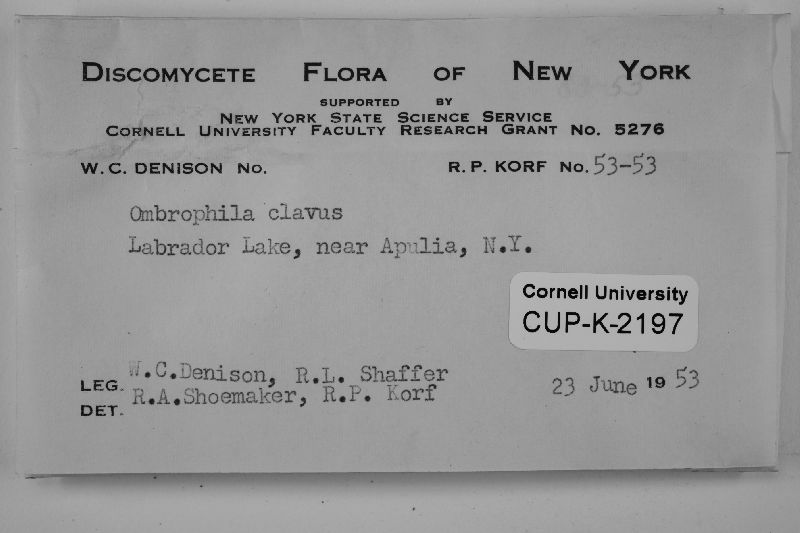 DISCOMYCETE FLORA OF NEW YORK
SUPPORTED BY
NEW YORK STATE SCIENCE SERVICE
CORNELL UNIVERSITY FACULTY RESEARCH GRANT NO. 5276
W. C. DENISON NO.
R. P. KORF NO. 53-53
Ombrophila clavus
Labrador Lake, near Apulia, N.Y.
Cornell University
CUP-K-2197
W.C.Denison, R.L. Shaffer
LEG. R.A.Shoemaker, R.P. Korf
DET.
23 June 19 53